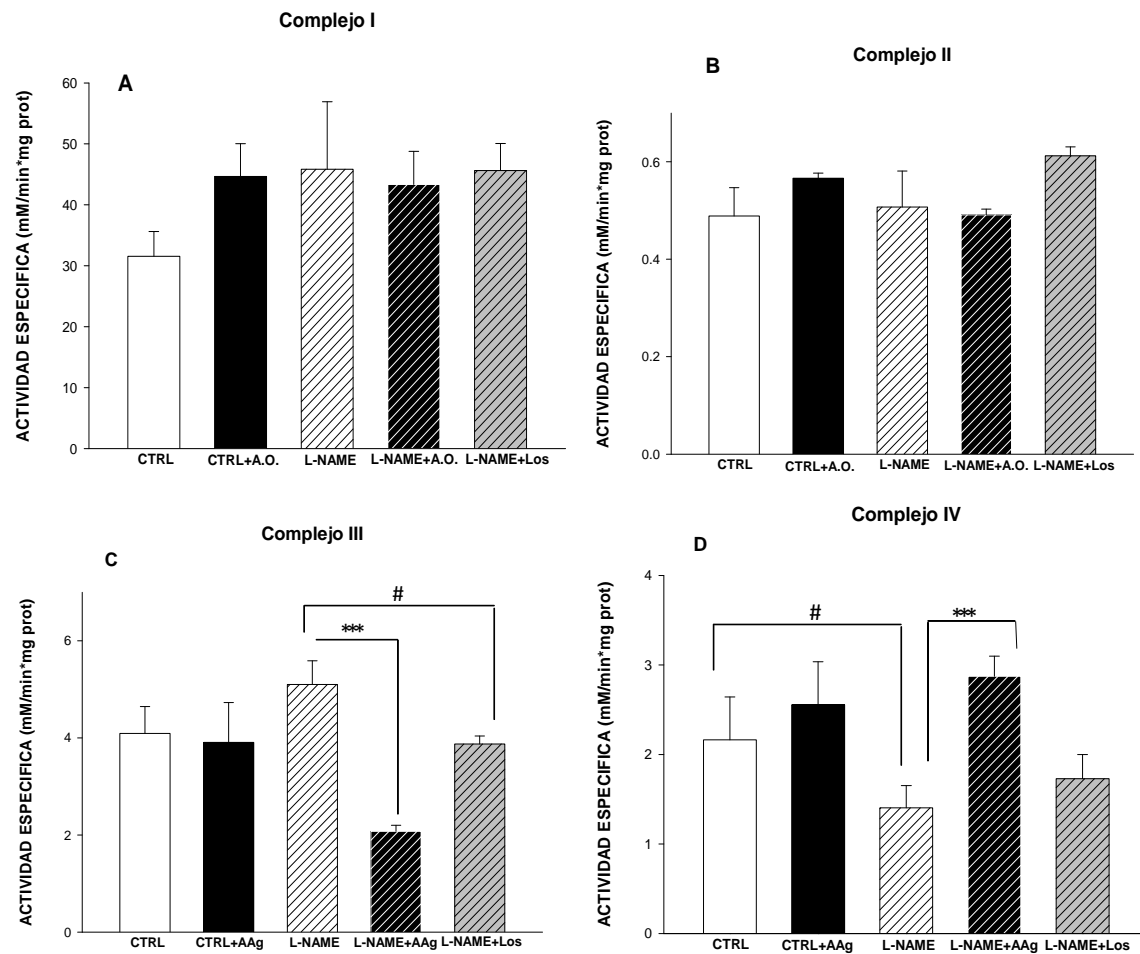 Complejo I
A
ACTIVIDAD ESPECIFICA (mM/min*mg prot)
60
50
40
30
20
10
0
CTRL CTRL+A.O. L-NAME L-NAME+A.O. L-NAME+Los
Complejo II
B
ACTIVIDAD ESPECIFICA (mM/min*mg prot)
0.6
0.4
0.2
0.0
CTRL CTRL+A.O. L-NAME L-NAME+A.O. L-NAME+Los
Complejo III
C
ACTIVIDAD ESPECIFICA (mM/min*mg prot)
6
4
2
0
#
***
CTRL CTRL+AAg L-NAME L-NAME+AAg L-NAME+Los
Complejo IV
D
ACTIVIDAD ESPECIFICA (mM/min*mg prot)
4
3
2
1
0
# ***
CTRL CTRL+AAg L-NAME L-NAME+AAg L-NAME+Los